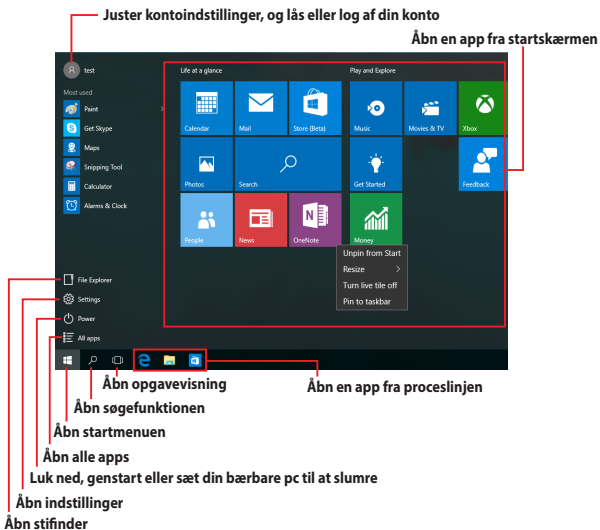 Juster kontoindstillinger, og lås eller log af din konto
Åbn en app fra startskærmen
test
Most used
Paint
Get Skype
Maps
Snipping Tool
Calculator
Alarms & Clock
File Explorer
Settings
Power
All apps
Life at a glance
Calendar
Mail
Store (Beta)
Photos
Search
People
News
OneNote
Play and Explore
Music
Movies & TV
Xbox
Get Started
Feedback
Money
Unpin from Start
Resize
Turn live tile off
Pin to taskbar
Åbn opgavevisning
Åbn en app fra proceslinjen
Åbn søgefunktionen
Åbn startmenuen
Åbn alle apps
Luk ned, genstart eller sæt din bærbare pc til at slumre
Åbn indstillinger
Åbn stifinder